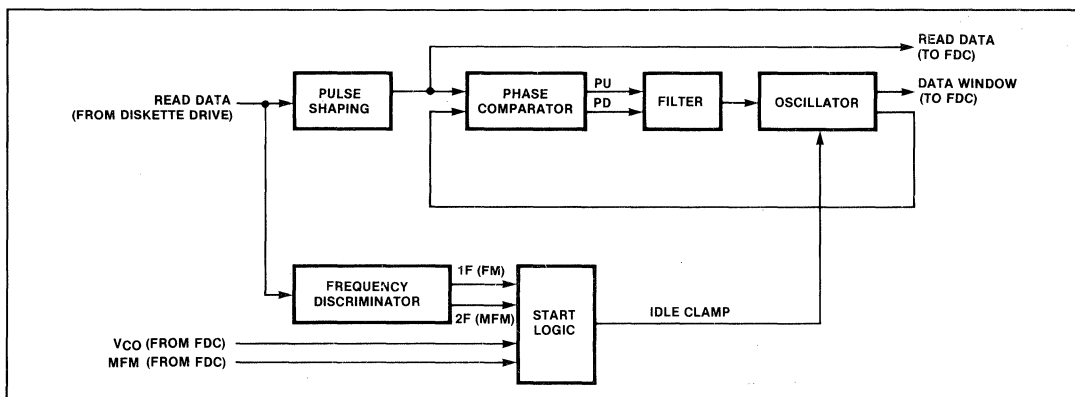 READ DATA
(TO FDC)
READ DATA
(FROM DISKETTE DRIVE)
PULSE
SHAPING
PHASE
COMPARATOR
PU
PD
FILTER
OSCILLATOR
DATA WINDOW
(TO FDC)
FREQUENCY
DISCRIMINATOR
1F (FM)
2F (MFM)
START
LOGIC
IDLE CLAMP
VCO (FROM FDC)
MFM (FROM FDC)